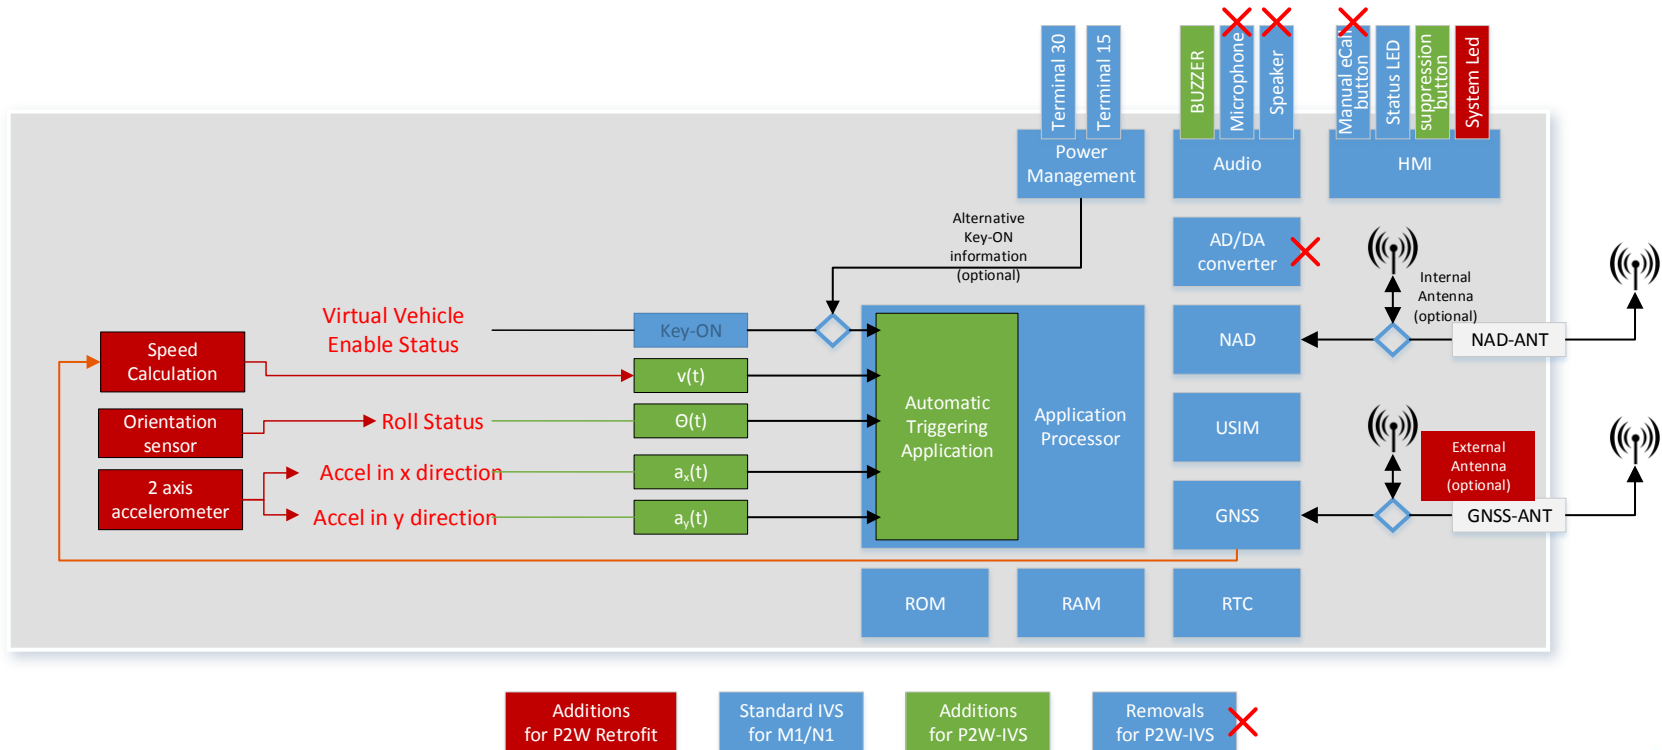 Terminal 30
Terminal 15
BUZZER
Microphone
Speaker
Manual eCall
button
Status LED
suppression
button
System Led
Power
Management
Audio
HMI
Alternative
Key-ON
information
(optional)
AD/DA
converter
Internal
Antenna
(optional)
Virtual Vehicle
Enable Status
Key-ON
Speed
Calculation
v(t)
NAD
NAD-ANT
Orientation
sensor
Roll Status
Θ(t)
Automatic
Triggering
Application
Application
Processor
USIM
External
Antenna
(optional)
2 axis
accelerometer
Accel in x direction
aₓ(t)
Accel in y direction
aᵧ(t)
GNSS
GNSS-ANT
ROM
RAM
RTC
Additions
for P2W Retrofit
Standard IVS
for M1/N1
Additions
for P2W-IVS
Removals
for P2W-IVS